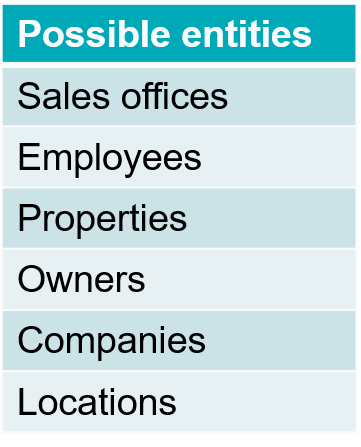 Possible entities
Sales offices
Employees
Properties
Owners
Companies
Locations